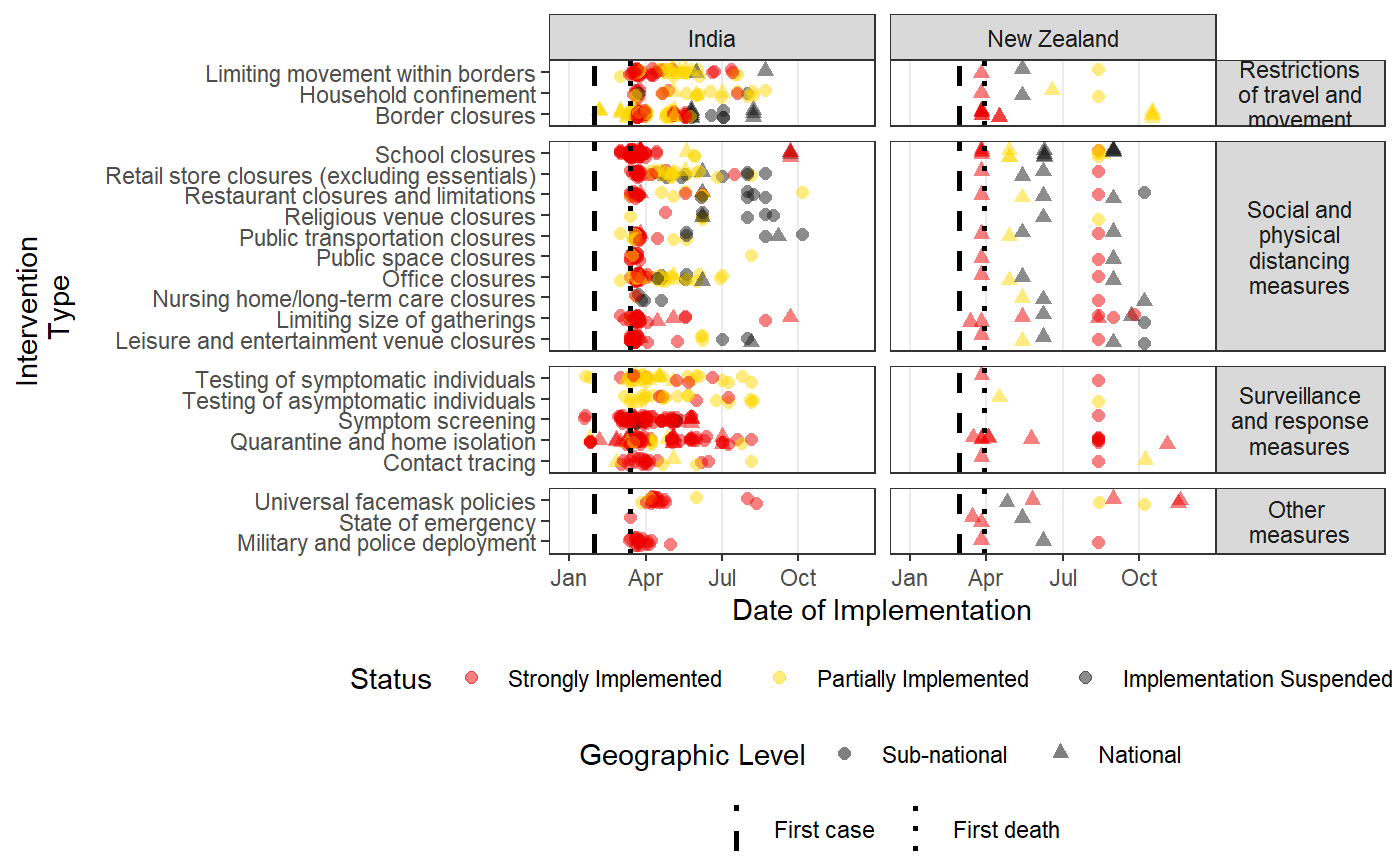 India
New Zealand
Limiting movement within borders
Household confinement
Border closures
Restrictions
of travel and
movement
School closures
Retail store closures (excluding essentials)
Restaurant closures and limitations
Religious venue closures
Public transportation closures
Public space closures
Office closures
Nursing home/long-term care closures
Limiting size of gatherings
Leisure and entertainment venue closures
Social and
physical
distancing
measures
Intervention
Type
Testing of symptomatic individuals
Testing of asymptomatic individuals
Symptom screening
Quarantine and home isolation
Contact tracing
Surveillance
and response
measures
Universal facemask policies
State of emergency
Military and police deployment
Other
measures
Jan Apr Jul Oct Jan Apr Jul Oct
Date of Implementation
Status Strongly Implemented Partially Implemented Implementation Suspended
Geographic Level Sub-national National
First case First death